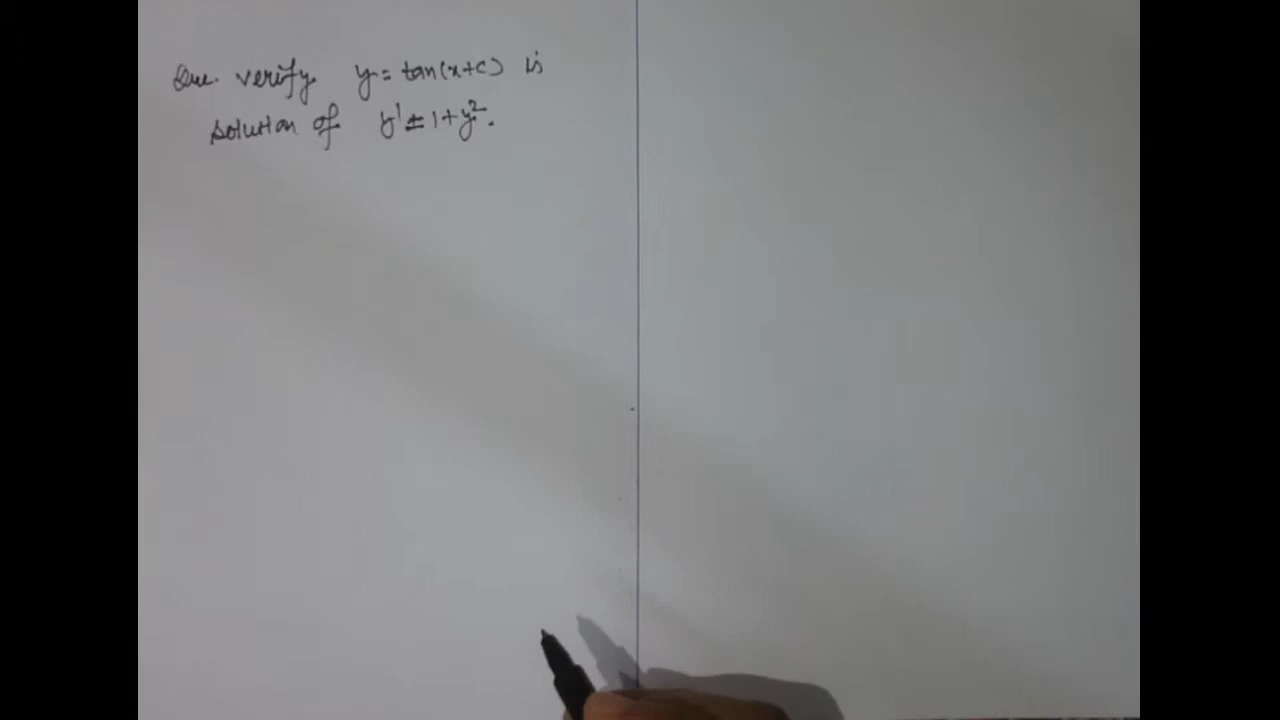 Que. verify y = tan(x+c) is
solution of y' = 1+y².